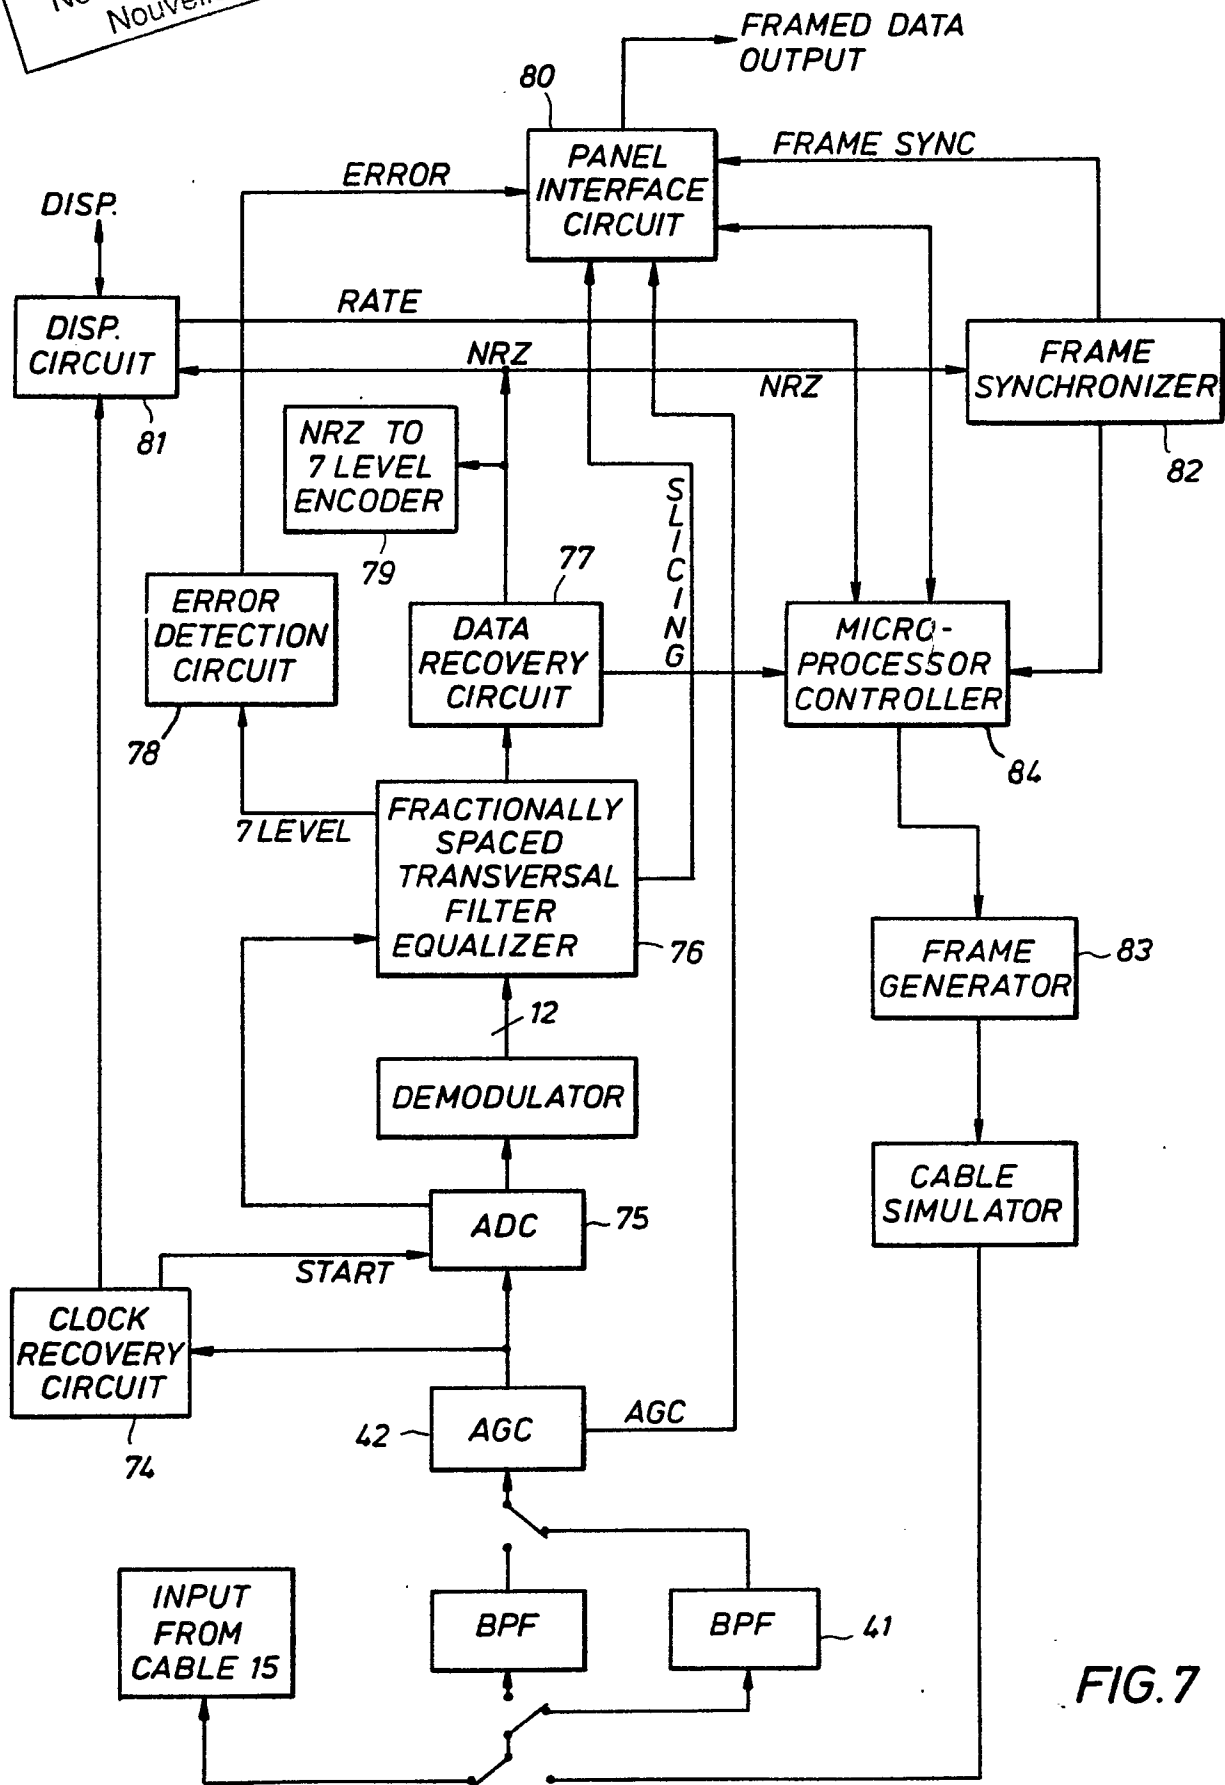 FRAMED DATA
OUTPUT
80
PANEL
INTERFACE
CIRCUIT
FRAME SYNC
ERROR
DISP.
DISP.
CIRCUIT
81
RATE
NRZ
NRZ
FRAME
SYNCHRONIZER
82
NRZ TO
7 LEVEL
ENCODER
79
SLICING
77
ERROR
DETECTION
CIRCUIT
78
DATA
RECOVERY
CIRCUIT
MICRO-
PROCESSOR
CONTROLLER
84
7 LEVEL
FRACTIONALLY
SPACED
TRANSVERSAL
FILTER
EQUALIZER
76
FRAME
GENERATOR
83
12
DEMODULATOR
CABLE
SIMULATOR
ADC
75
START
CLOCK
RECOVERY
CIRCUIT
74
42
AGC
AGC
INPUT
FROM
CABLE 15
BPF
BPF
41
FIG. 7